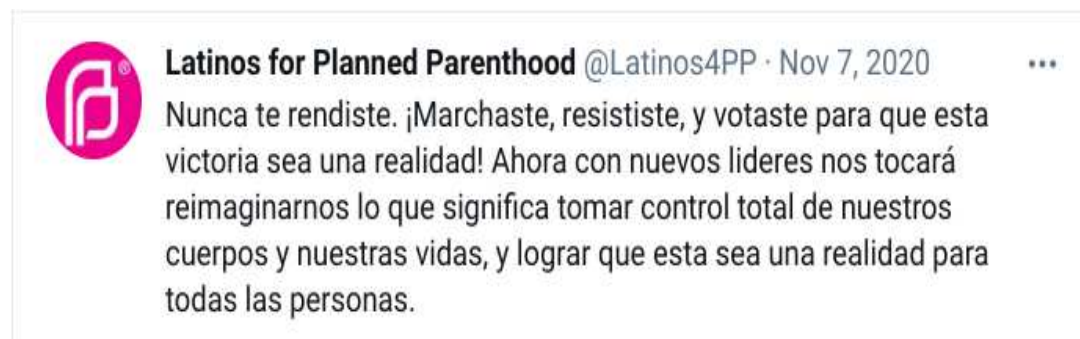 Latinos for Planned Parenthood @Latinos4PP · Nov 7, 2020
Nunca te rendiste. ¡Marchaste, resististe, y votaste para que esta
victoria sea una realidad! Ahora con nuevos lideres nos tocará
reimaginarnos lo que significa tomar control total de nuestros
cuerpos y nuestras vidas, y lograr que esta sea una realidad para
todas las personas.